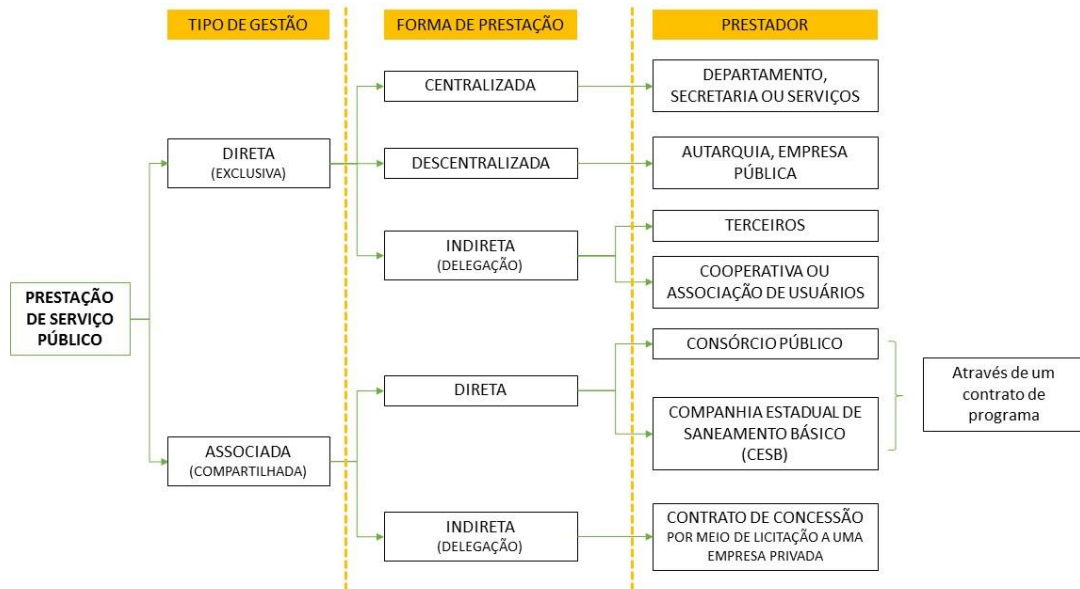 TIPO DE GESTÃO
FORMA DE PRESTAÇÃO
PRESTADOR
PRESTAÇÃO
DE SERVIÇO
PÚBLICO
DIRETA
(EXCLUSIVA)
CENTRALIZADA
DEPARTAMENTO,
SECRETARIA OU SERVIÇOS
DESCENTRALIZADA
AUTARQUIA, EMPRESA
PÚBLICA
INDIRETA
(DELEGAÇÃO)
TERCEIROS
COOPERATIVA OU
ASSOCIAÇÃO DE USUÁRIOS
ASSOCIADA
(COMPARTILHADA)
DIRETA
CONSÓRCIO PÚBLICO
COMPANHIA ESTADUAL DE
SANEAMENTO BÁSICO
(CESB)
Através de um
contrato de
programa
INDIRETA
(DELEGAÇÃO)
CONTRATO DE CONCESSÃO
POR MEIO DE LICITAÇÃO A UMA
EMPRESA PRIVADA